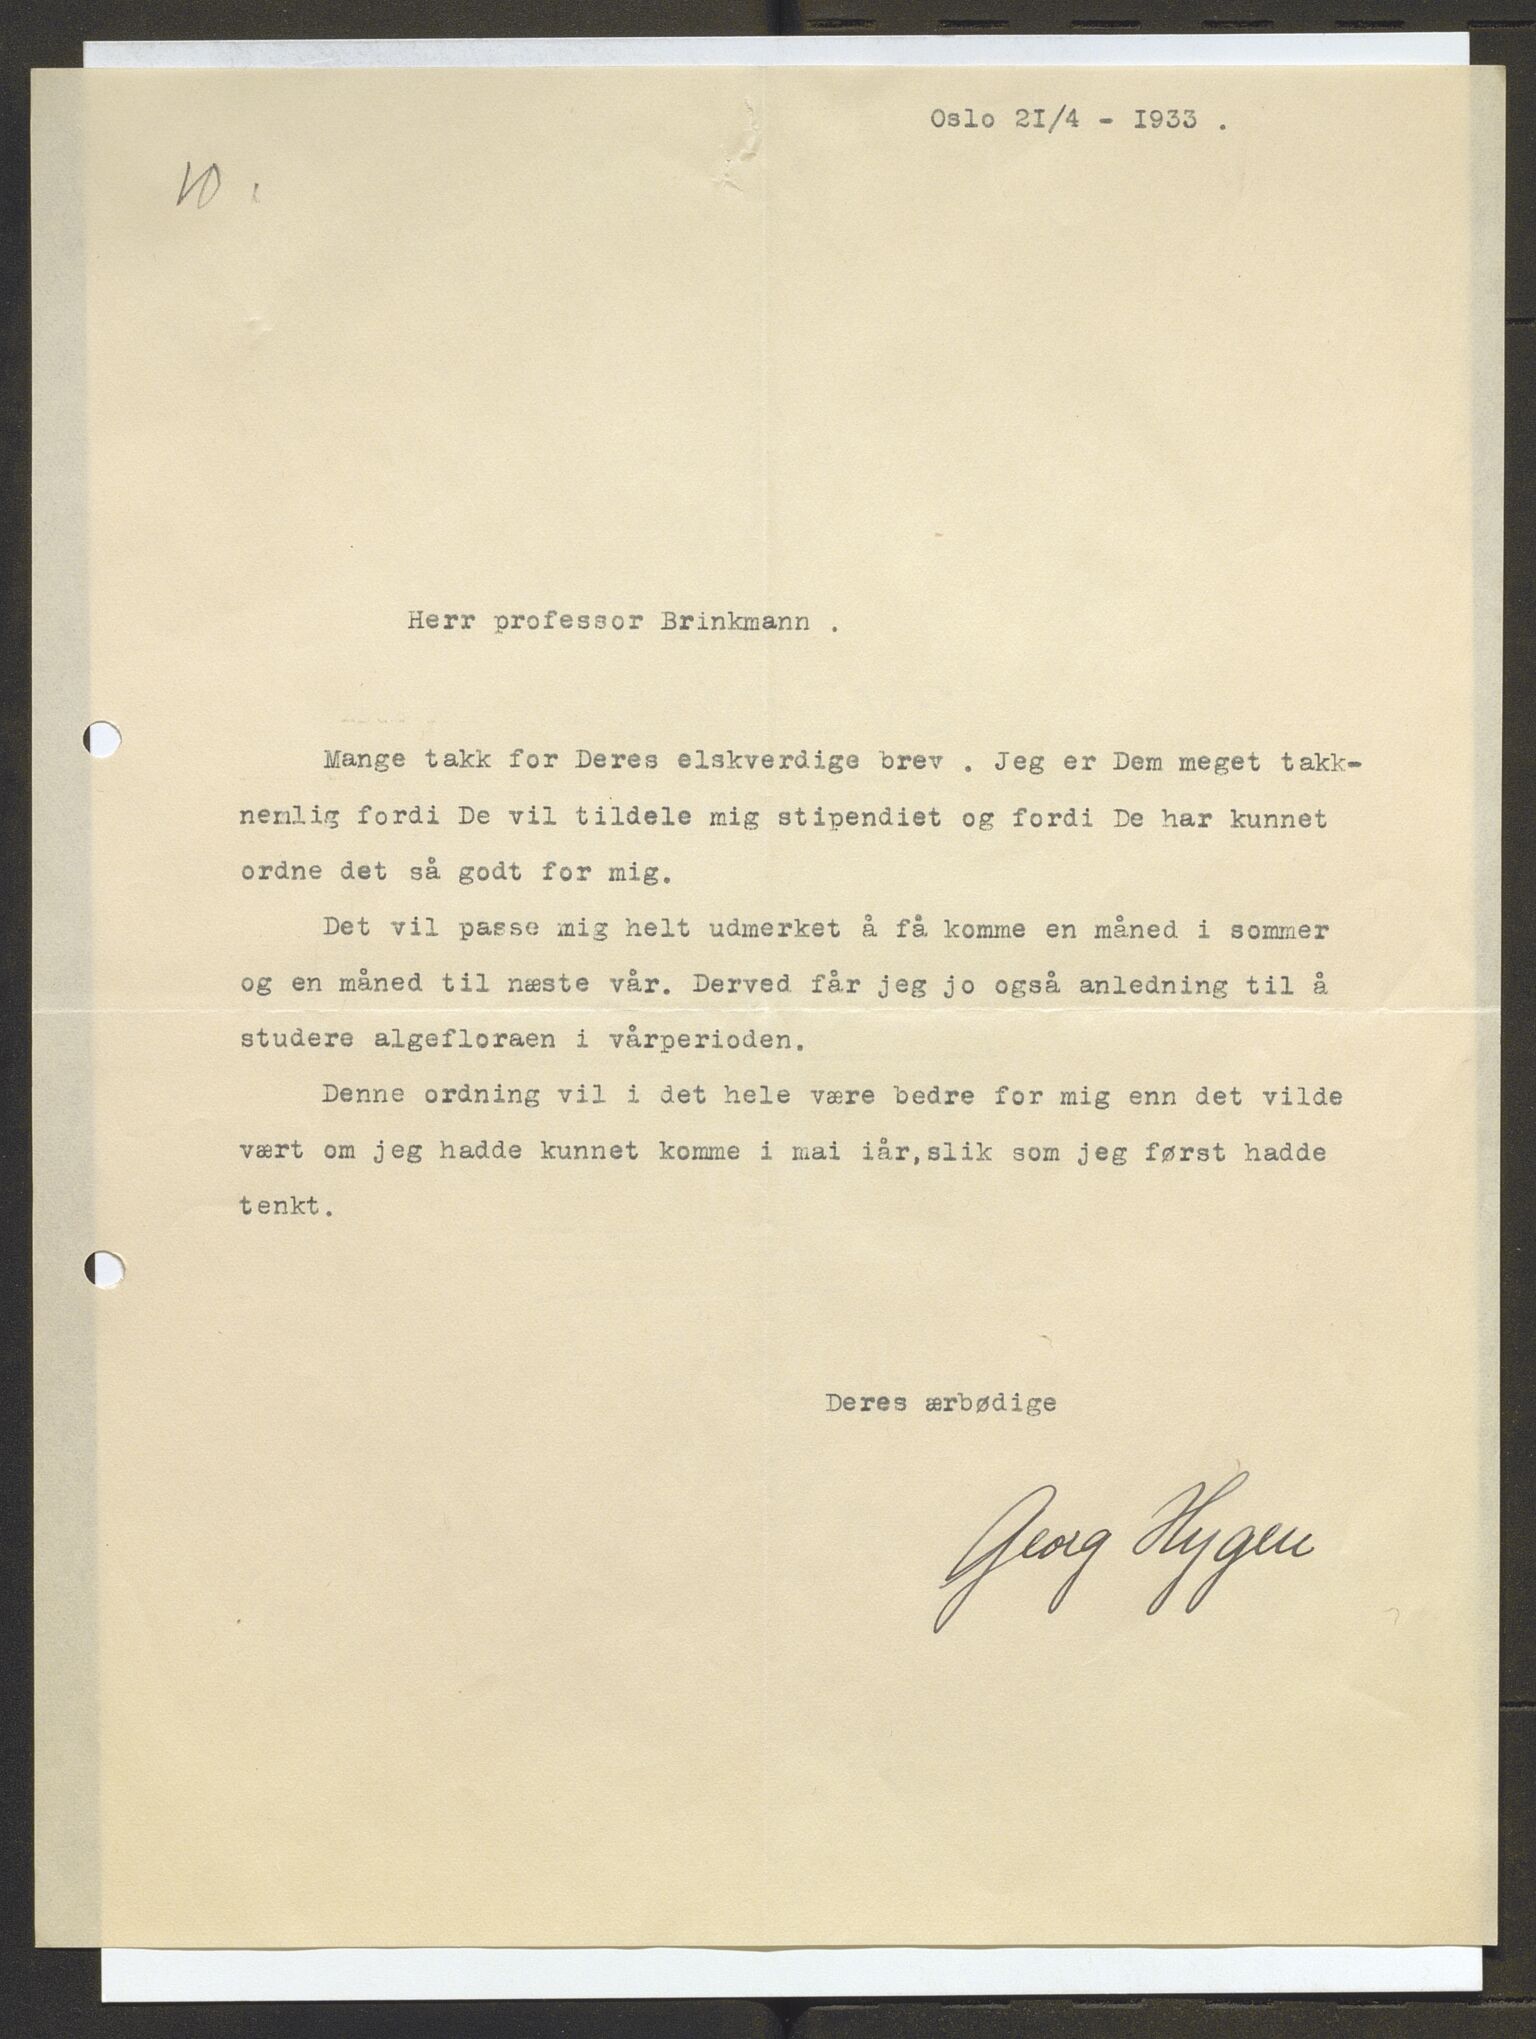 Oslo 21/4 - 1933 .
10.
Herr professor Brinkmann .
Mange takk for Deres elskverdige brev . Jeg er Dem meget takk-
nemlig fordi De vil tildele mig stipendiet og fordi De har kunnet
ordne det så godt for mig.
Det vil passe mig helt udmerket å få komme en måned i sommer
og en måned til næste vår. Derved får jeg jo også anledning til å
studere algefloraen i vårperioden.
Denne ordning vil i det hele være bedre for mig enn det vilde
vært om jeg hadde kunnet komme i mai iår,slik som jeg først hadde
tenkt.
Deres ærbødige
Georg Hygen